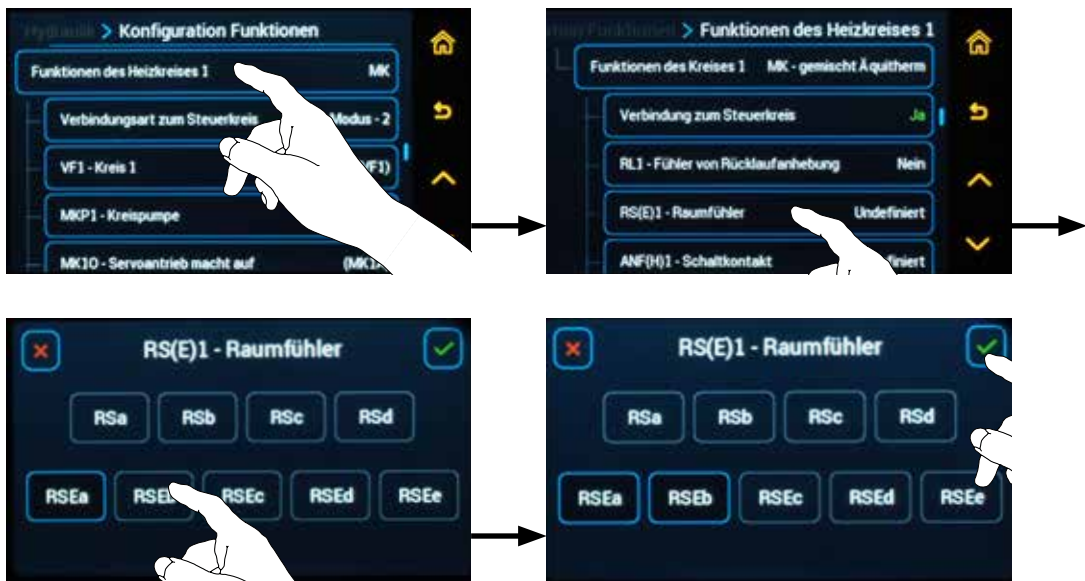 > Konfiguration Funktionen
Funktionen des Heizkreises 1 MK
Verbindungsart zum Steuerkreis Modus - 2
VF1 - Kreis 1 (VF1)
MKP1 - Kreispumpe
MK1O - Servoantrieb macht auf
> Funktionen des Heizkreises 1
Funktionen des Kreises 1 MK - gemischt Äquitherm
Verbindung zum Steuerkreis Ja
RL1 - Fühler von Rücklaufanhebung Nein
RS(E)1 - Raumfühler Undefiniert
ANF(H)1 - Schaltkontakt
RS(E)1 - Raumfühler
RSa RSb RSc RSd
RSEa RSEb RSEc RSEd RSEe
RS(E)1 - Raumfühler
RSa RSb RSc RSd
RSEa RSEb RSEc RSEd RSEe